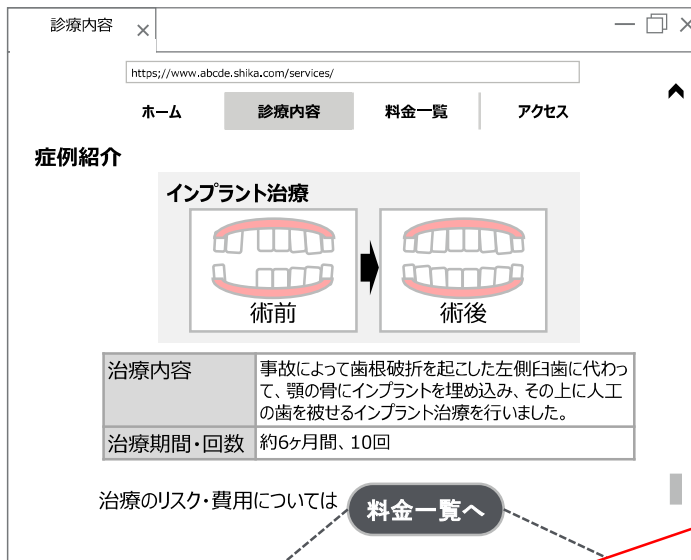 診療内容
https;//www.abcde.shika.com/services/
ホーム 診療内容 料金一覧 アクセス
症例紹介
インプラント治療
術前 術後
治療内容 事故によって歯根破折を起こした左側臼歯に代わっ
て、顎の骨にインプラントを埋め込み、その上に人工
の歯を被せるインプラント治療を行いました。
治療期間・回数 約6ヶ月間、10回
治療のリスク・費用については 料金一覧へ